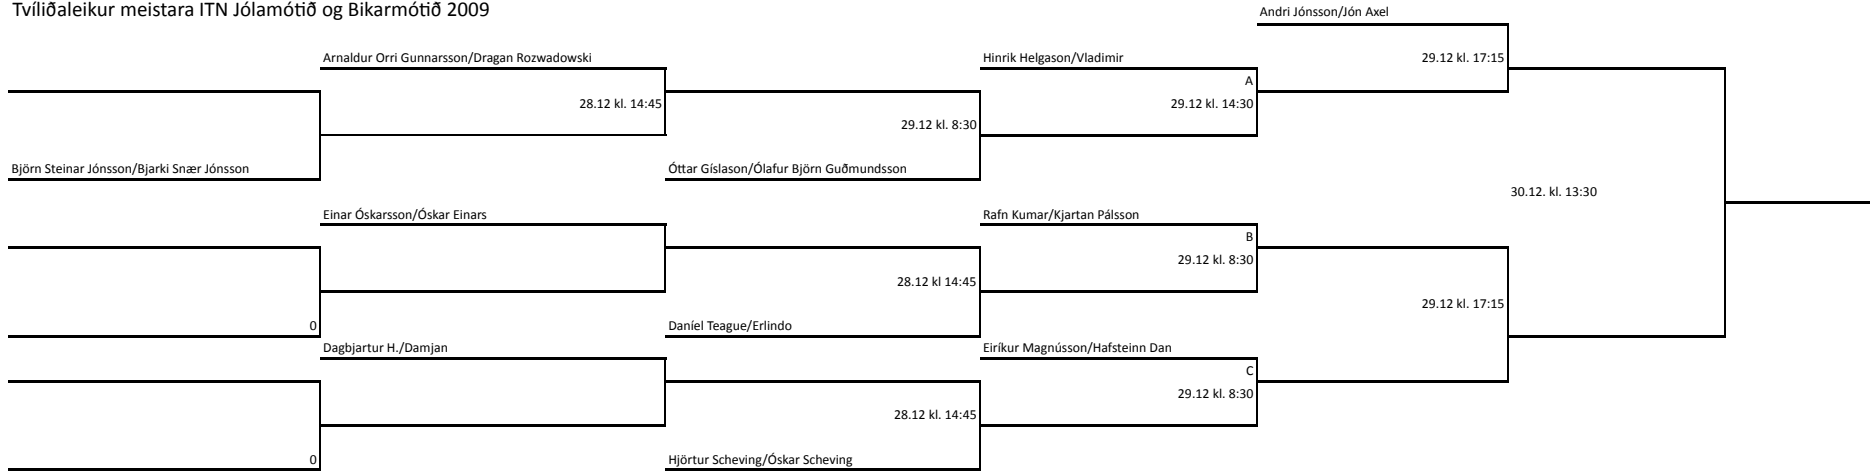 Tvíliðaleikur meistara ITN Jólamótið og Bikarmótið 2009
Andri Jónsson/Jón Axel
Arnaldur Orri Gunnarsson/Dragan Rozwadowski
Hinrik Helgason/Vladimir
29.12 kl. 17:15
A
28.12 kl. 14:45
29.12 kl. 14:30
29.12 kl. 8:30
Björn Steinar Jónsson/Bjarki Snær Jónsson
Óttar Gíslason/Ólafur Björn Guðmundsson
30.12. kl. 13:30
Einar Óskarsson/Óskar Einars
Rafn Kumar/Kjartan Pálsson
B
29.12 kl. 8:30
28.12 kl 14:45
29.12 kl. 17:15
0
Daníel Teague/Erlindo
Dagbjartur H./Damjan
Eiríkur Magnússon/Hafsteinn Dan
C
29.12 kl. 8:30
28.12 kl. 14:45
0
Hjörtur Scheving/Óskar Scheving